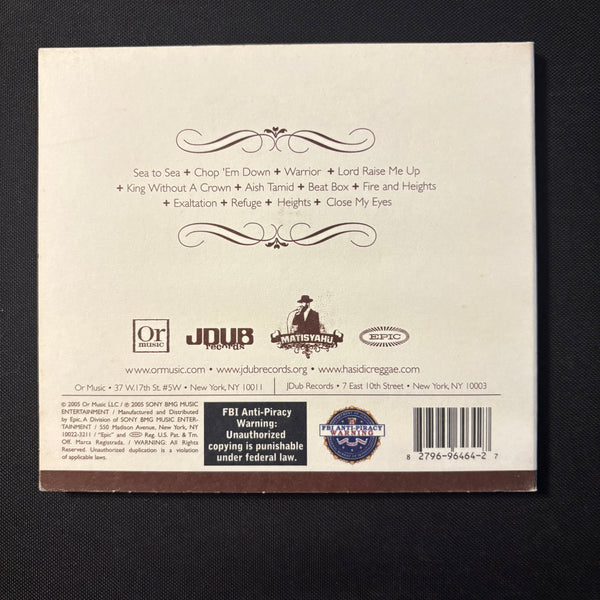 Sea to Sea + Chop 'Em Down + Warrior + Lord Raise Me Up
+ King Without A Crown + Aish Tamid + Beat Box + Fire and Heights
+ Exaltation + Refuge + Heights + Close My Eyes
Or
music
JDUB
records
MATISYAHU
EPIC
www.ormusic.com • www.jdubrecords.org • www.hasidicreggae.com
Or Music • 37 W.17th St. #5W • New York, NY 10011
JDub Records • 7 East 10th Street • New York, NY 10003
© 2005 Or Music LLC / ℗ 2005 SONY BMG MUSIC
ENTERTAINMENT / Manufactured and Distributed
by Epic, A Division of SONY BMG MUSIC ENTER-
TAINMENT / 550 Madison Avenue, New York, NY
10022-3211 / "Epic" and EPIC Reg. U.S. Pat. & Tm.
Off. Marca Registrada. / WARNING: All Rights
Reserved. Unauthorized duplication is a violation
of applicable laws.
FBI Anti-Piracy
Warning:
Unauthorized
copying is punishable
under federal law.
FBI ANTI-PIRACY
WARNING
8 27969-64642 7